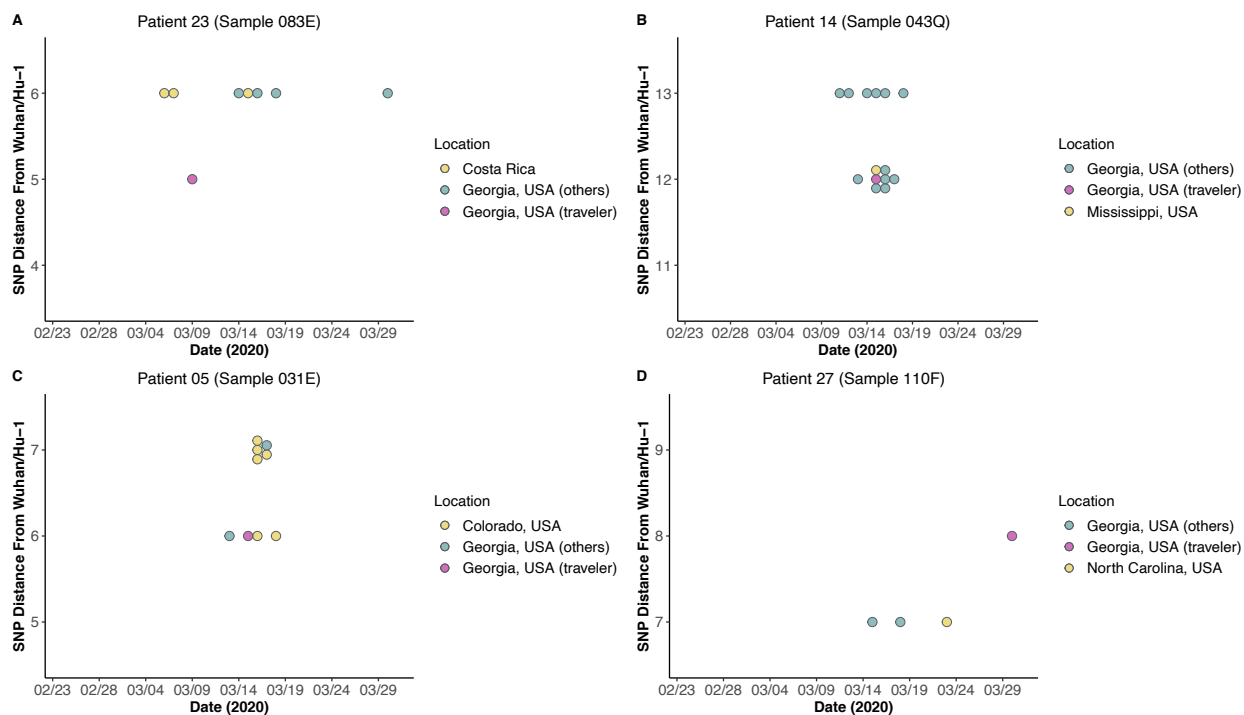 A
Patient 23 (Sample 083E)
SNP Distance From Wuhan/Hu−1
6
5
4
02/23 02/28 03/04 03/09 03/14 03/19 03/24 03/29
Date (2020)
Location
Costa Rica
Georgia, USA (others)
Georgia, USA (traveler)
B
Patient 14 (Sample 043Q)
SNP Distance From Wuhan/Hu−1
13
12
11
02/23 02/28 03/04 03/09 03/14 03/19 03/24 03/29
Date (2020)
Location
Georgia, USA (others)
Georgia, USA (traveler)
Mississippi, USA
C
Patient 05 (Sample 031E)
SNP Distance From Wuhan/Hu−1
7
6
5
02/23 02/28 03/04 03/09 03/14 03/19 03/24 03/29
Date (2020)
Location
Colorado, USA
Georgia, USA (others)
Georgia, USA (traveler)
D
Patient 27 (Sample 110F)
SNP Distance From Wuhan/Hu−1
9
8
7
02/23 02/28 03/04 03/09 03/14 03/19 03/24 03/29
Date (2020)
Location
Georgia, USA (others)
Georgia, USA (traveler)
North Carolina, USA